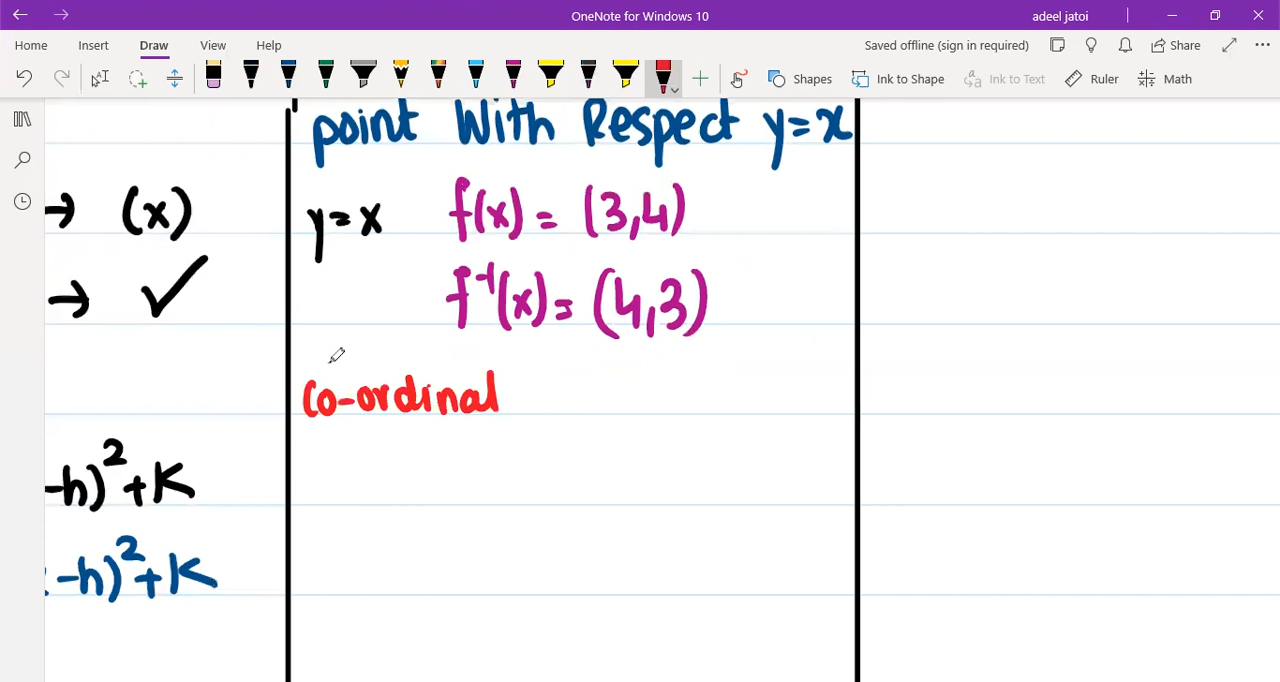 OneNote for Windows 10
adeel jatoi
Home Insert Draw View Help
Saved offline (sign in required)
Share
Shapes
Ink to Shape
Ink to Text
Ruler
Math
point With Respect y=x
→ (x)
y=x f(x) = (3,4)
→ ✓
f⁻¹(x) = (4,3)
Co-ordinal
-h)²+K
-h)²+K